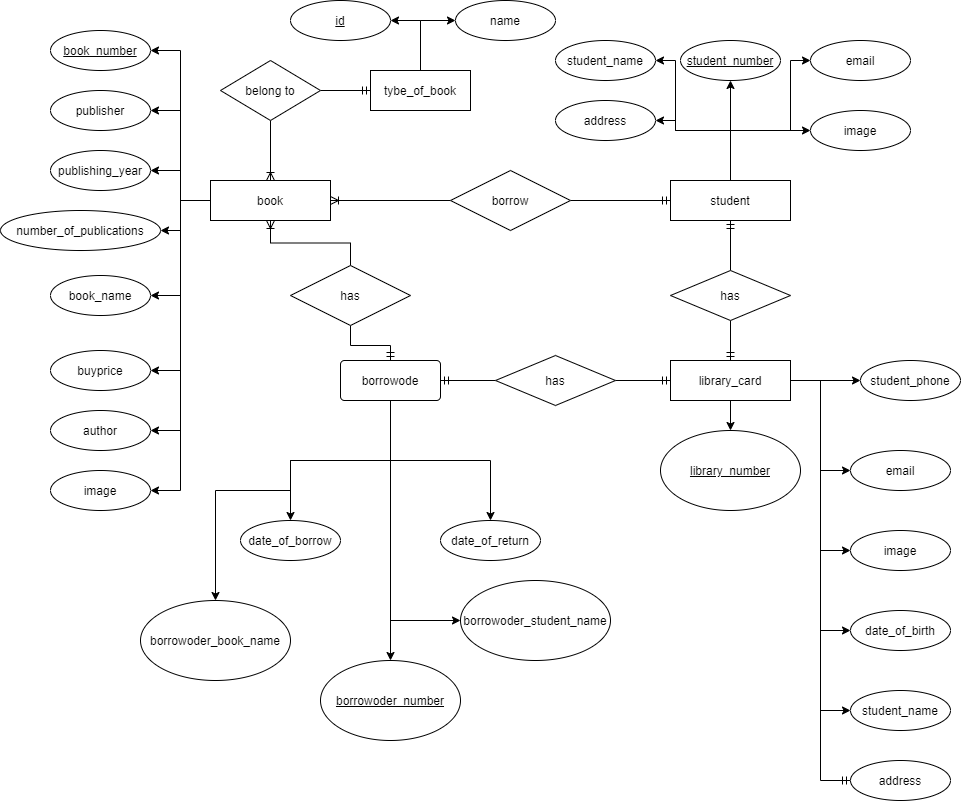 id
name
book_number
student_name
student_number
email
belong to
tybe_of_book
publisher
address
image
publishing_year
book
borrow
student
number_of_publications
book_name
has
has
buyprice
borrowode
has
library_card
student_phone
author
library_number
email
image
date_of_borrow
date_of_return
image
borrowoder_student_name
date_of_birth
borrowoder_book_name
borrowoder_number
student_name
address